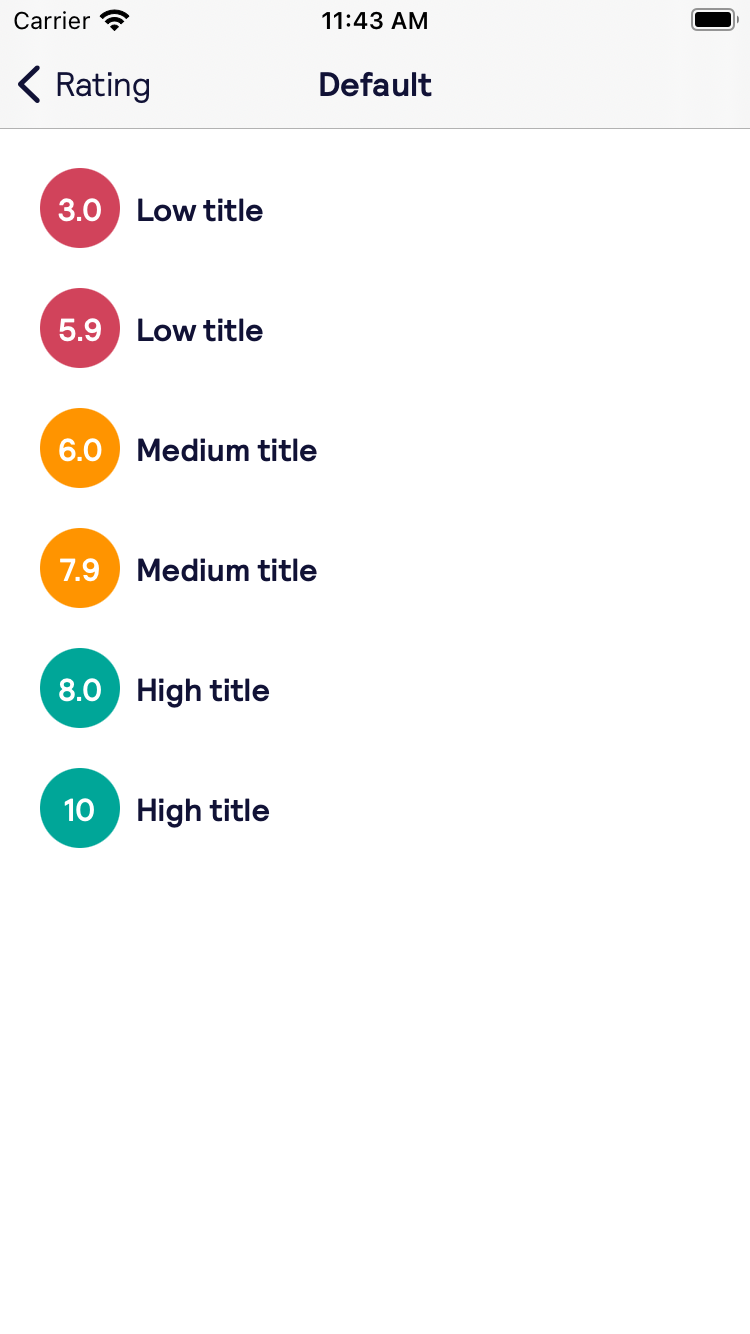 Carrier 11:43 AM
Rating Default
3.0 Low title
5.9 Low title
6.0 Medium title
7.9 Medium title
8.0 High title
10 High title